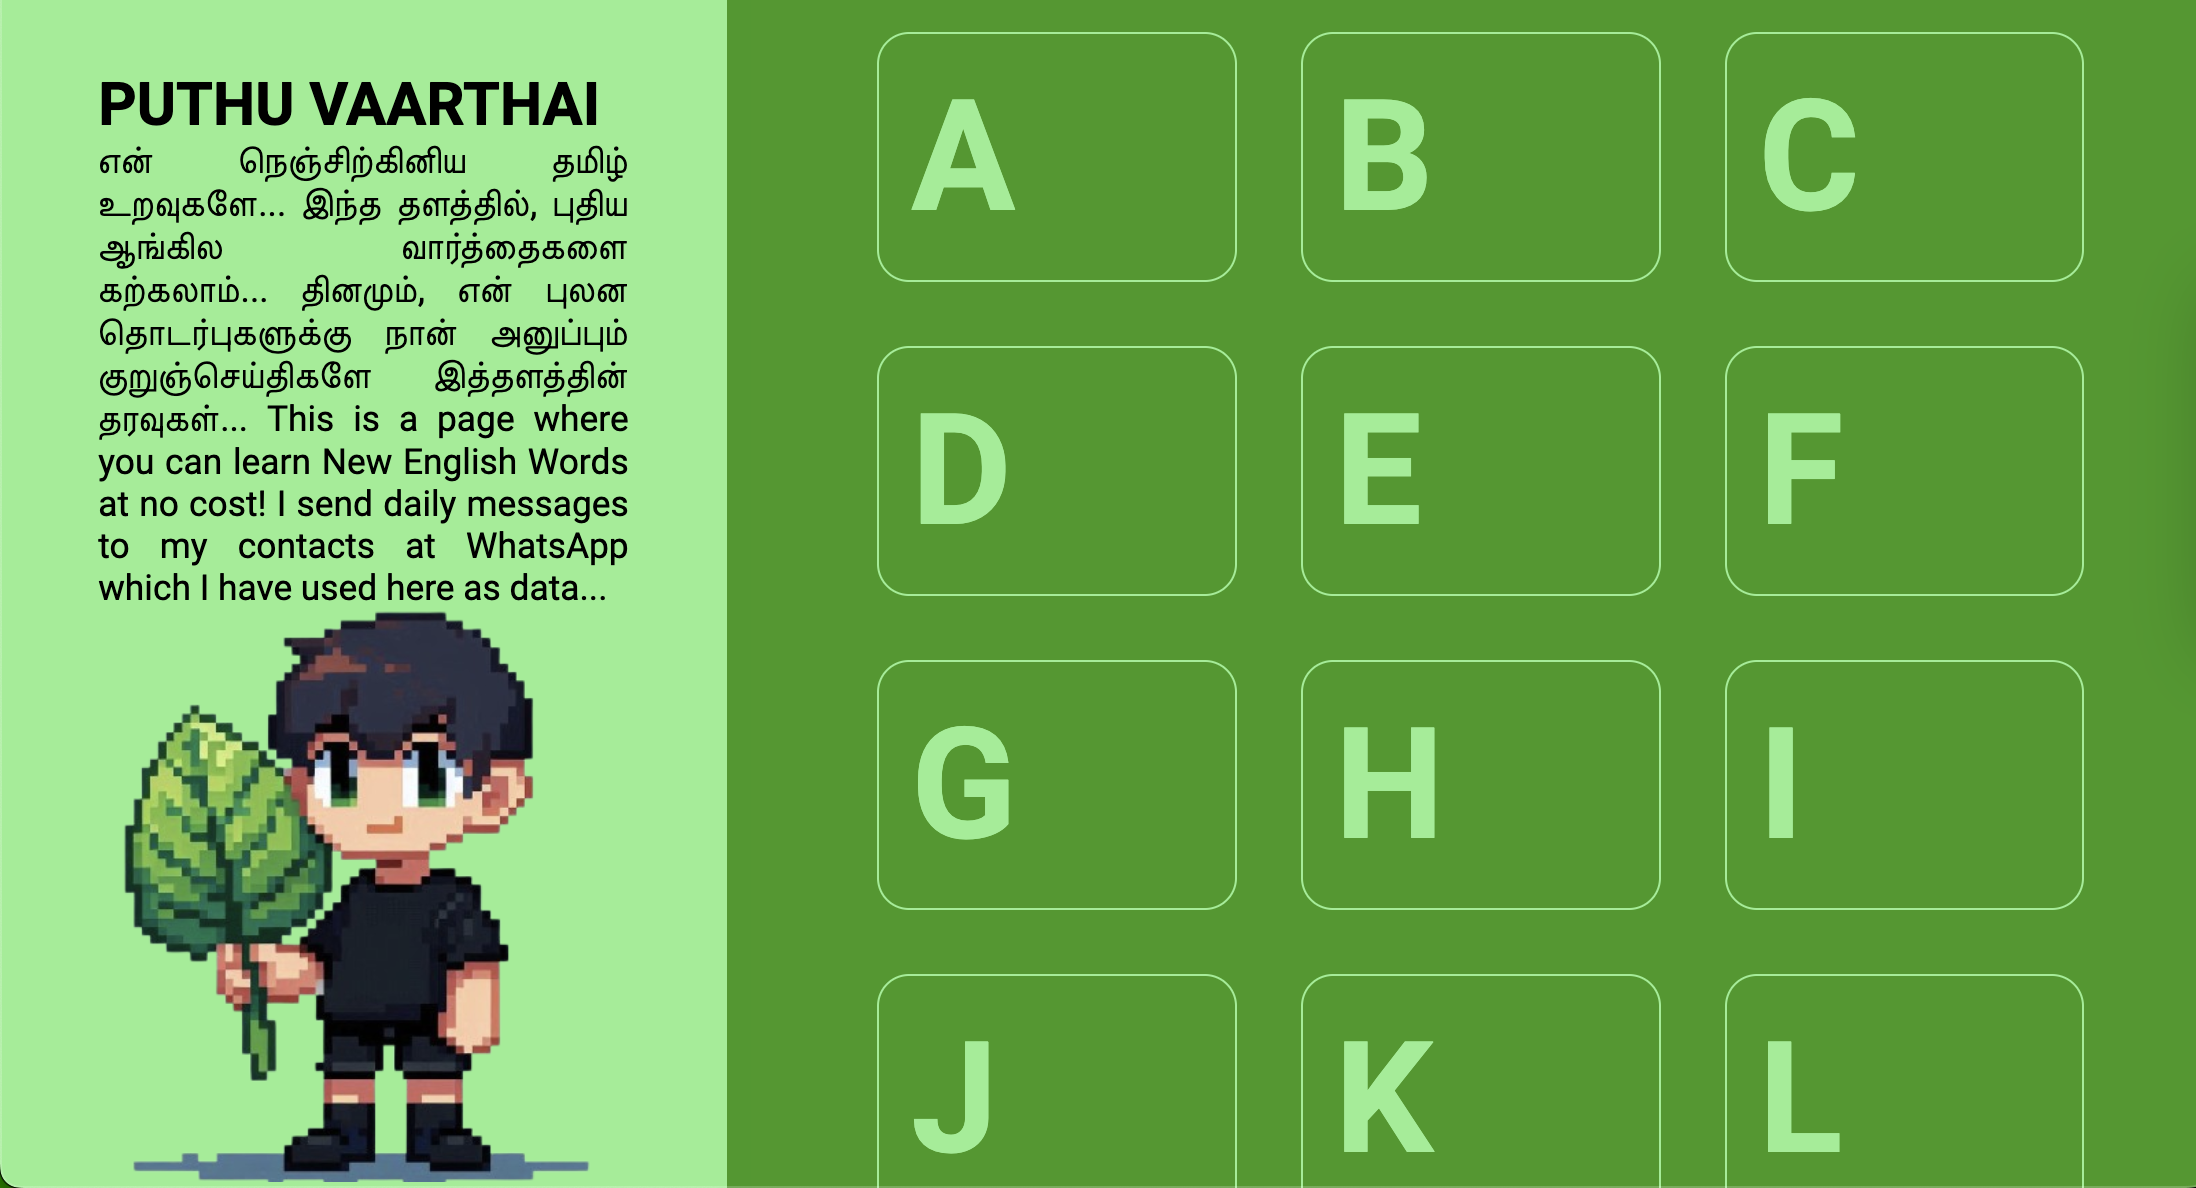 PUTHU VAARTHAI
என் நெஞ்சிற்கினிய தமிழ்
உறவுகளே... இந்த தளத்தில், புதிய
ஆங்கில வார்த்தைகளை
கற்கலாம்... தினமும், என் புலன
தொடர்புகளுக்கு நான் அனுப்பும்
குறுஞ்செய்திகளே இத்தளத்தின்
தரவுகள்... This is a page where
you can learn New English Words
at no cost! I send daily messages
to my contacts at WhatsApp
which I have used here as data...
A B C
D E F
G H I
J K L